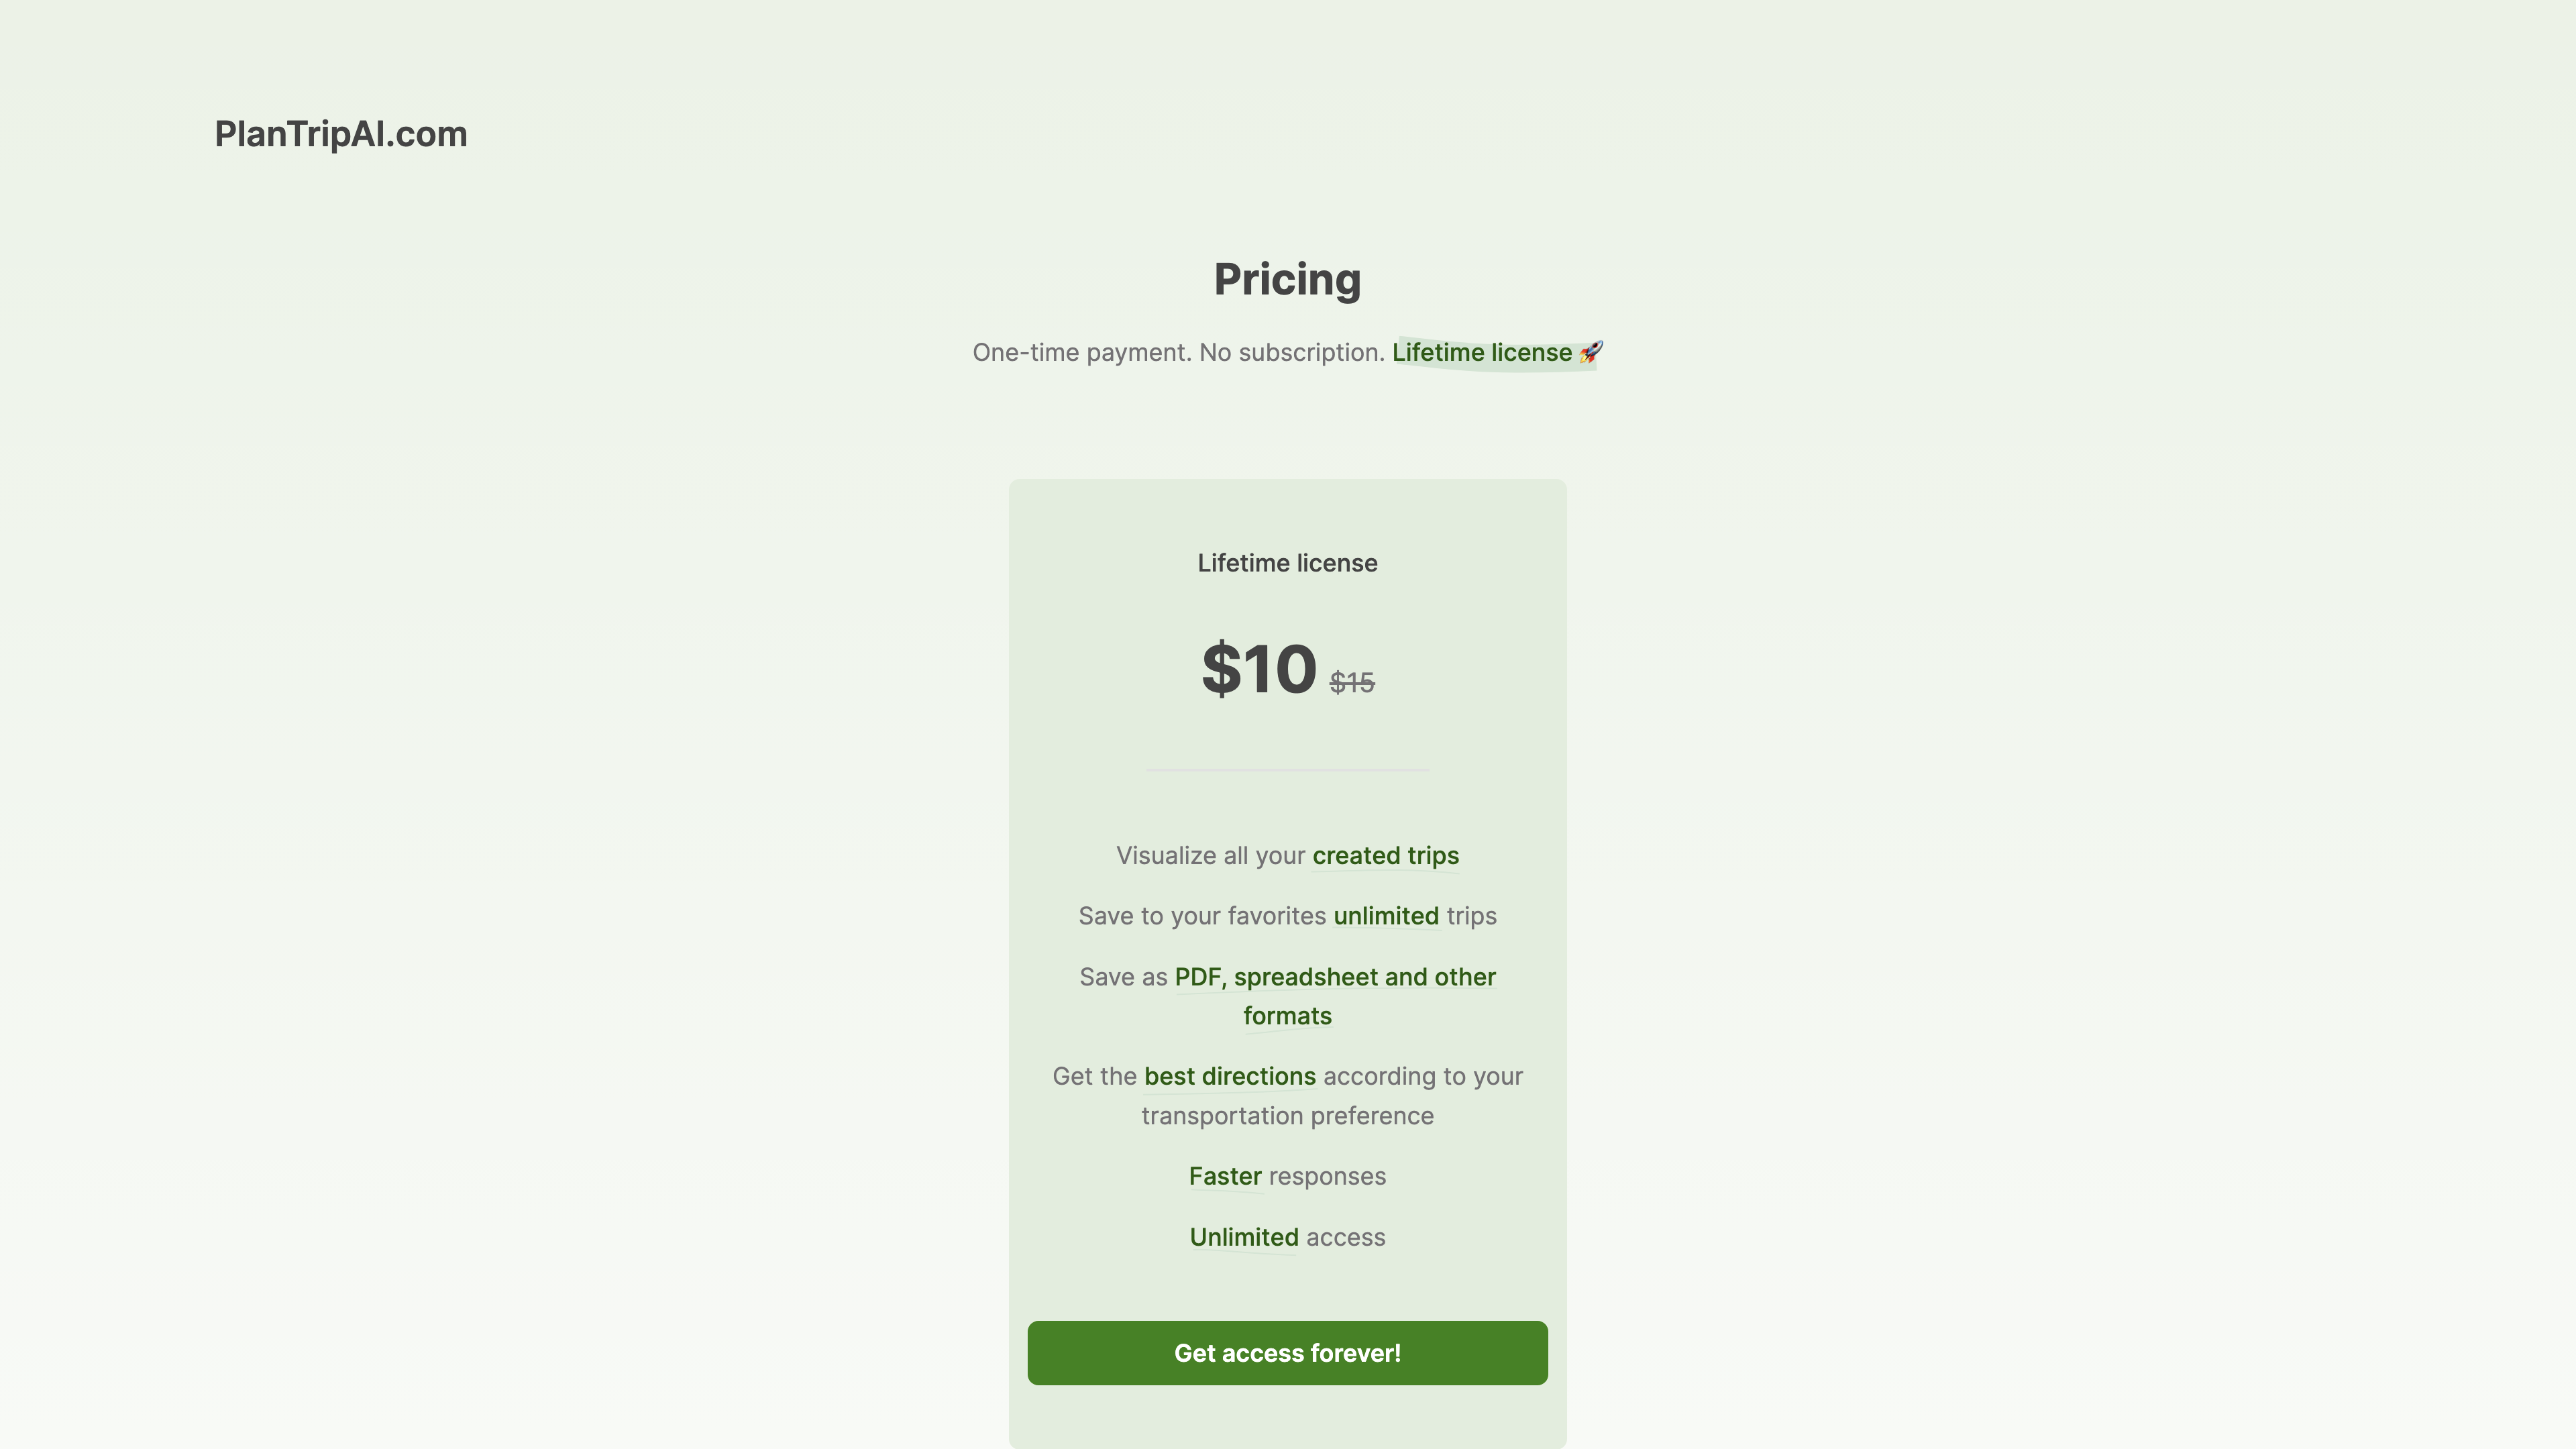 PlanTripAI.com
Pricing
One-time payment. No subscription. Lifetime license 🚀
Lifetime license
$10 $15
Visualize all your created trips
Save to your favorites unlimited trips
Save as PDF, spreadsheet and other
formats
Get the best directions according to your
transportation preference
Faster responses
Unlimited access
Get access forever!